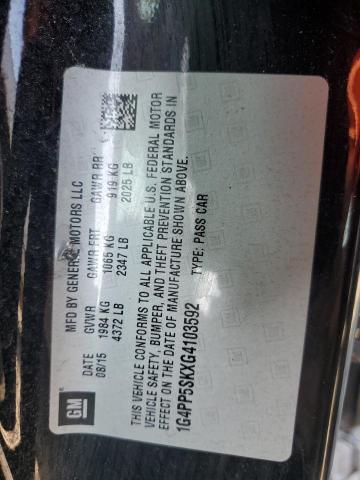 MFD BY GENERAL MOTORS LLC
DATE GVWR GAWR FRT GAWR RR
08/15 1984 KG 1065 KG 919 KG
4372 LB 2347 LB 2025 LB
THIS VEHICLE CONFORMS TO ALL APPLICABLE U.S. FEDERAL MOTOR
VEHICLE SAFETY, BUMPER, AND THEFT PREVENTION STANDARDS IN
EFFECT ON THE DATE OF MANUFACTURE SHOWN ABOVE.
1G4PP5SKXG4103592 TYPE: PASS CAR
GM